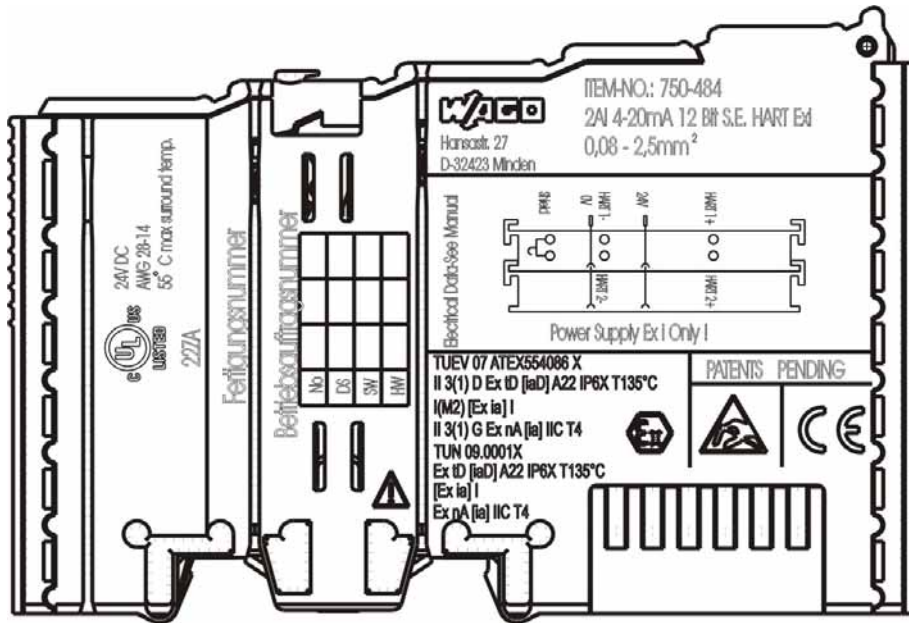 24V DC
AWG 28-14
55° C max surround temp.
C UL US
LISTED
227A
Fertigungsnummer
Betriebsauftragsnummer
No
DS
SW
HW
WAGO
Hansastr. 27
D-32423 Minden
ITEM-NO.: 750-484
2AI 4-20mA 12 Bit S.E. HART ExI
0,08 - 2,5mm²
Electrical Data-See Manual
Shield
0V
HART 1-
24V
HART 1+
HART 2-
HART 2+
Power Supply Ex i Only !
TUEV 07 ATEX554086 X
II 3(1) D Ex tD [iaD] A22 IP6X T135°C
I(M2) [Ex ia] I
II 3(1) G Ex nA [ia] IIC T4
TUN 09.0001X
Ex tD [iaD] A22 IP6X T135°C
[Ex ia] I
Ex nA [ia] IIC T4
Ex
PATENTS PENDING
CE